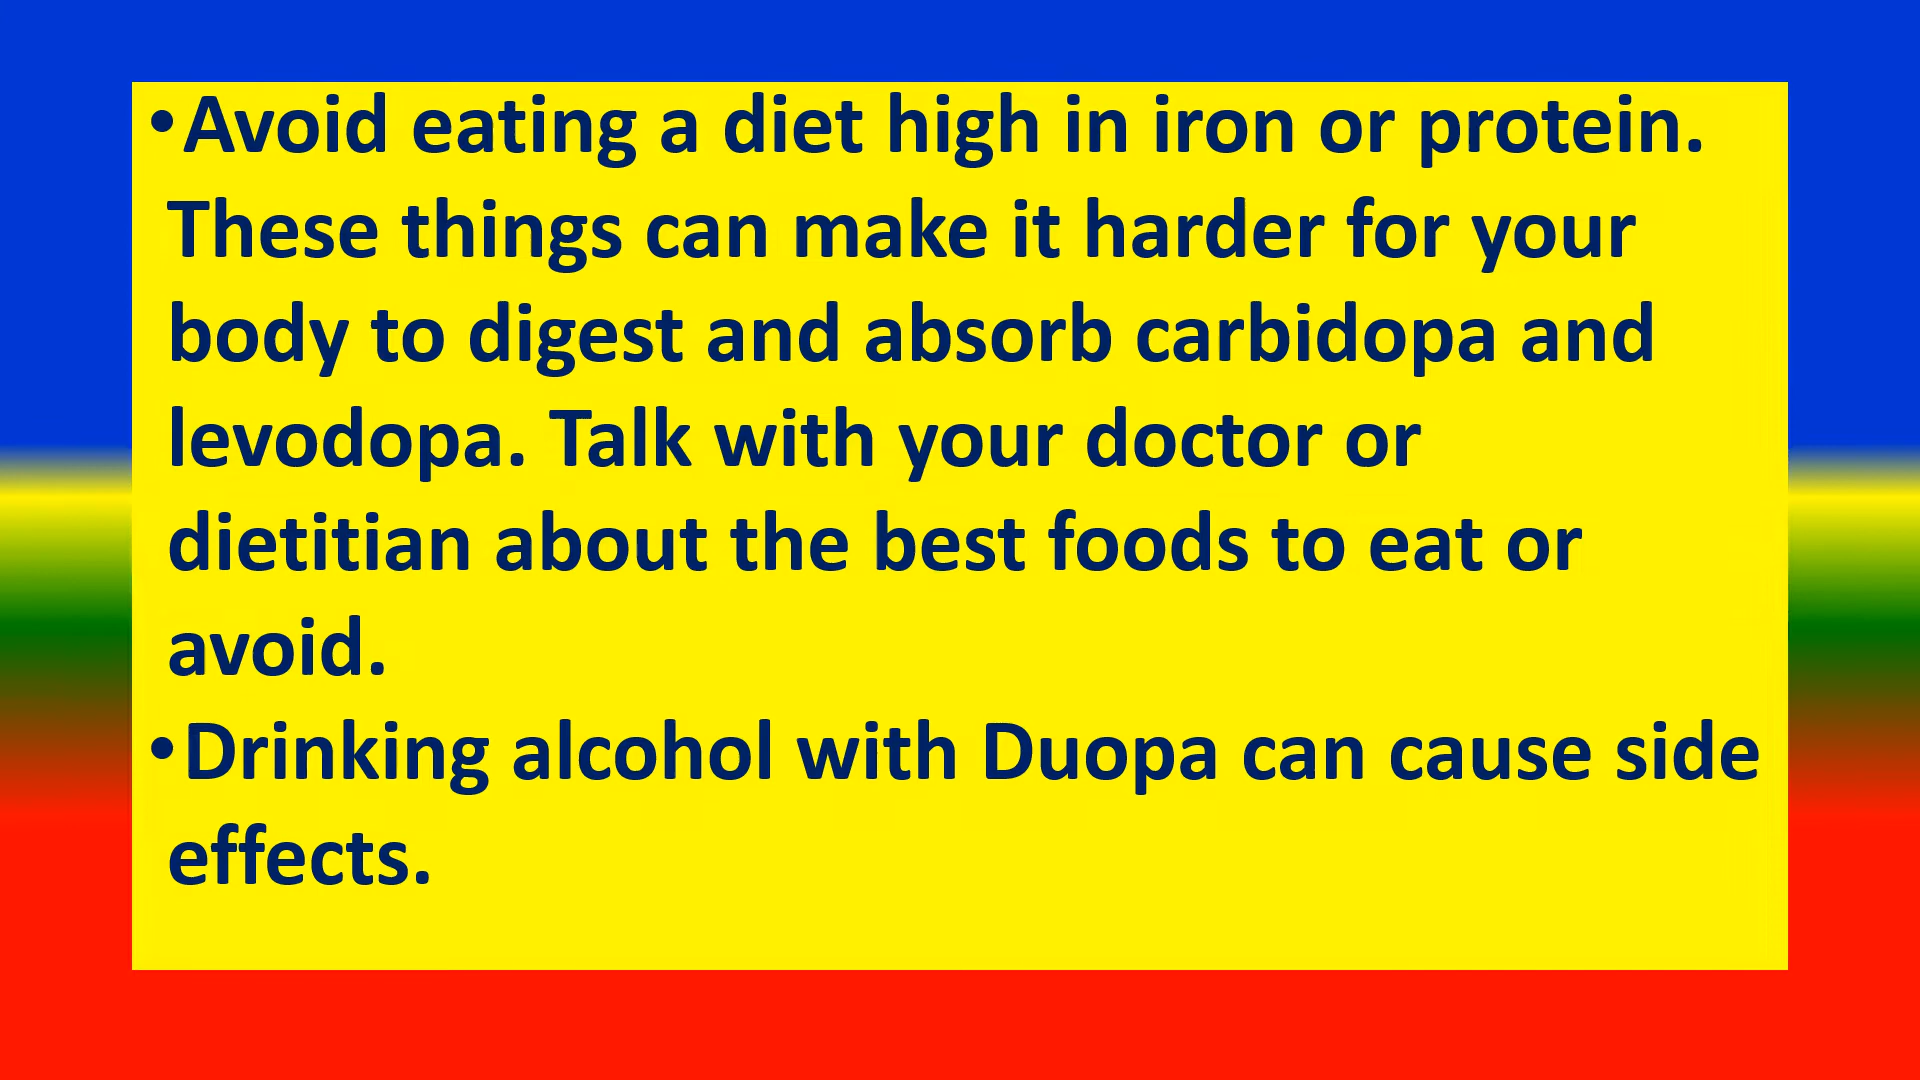 •Avoid eating a diet high in iron or protein.
These things can make it harder for your
body to digest and absorb carbidopa and
levodopa. Talk with your doctor or
dietitian about the best foods to eat or
avoid.
•Drinking alcohol with Duopa can cause side
effects.